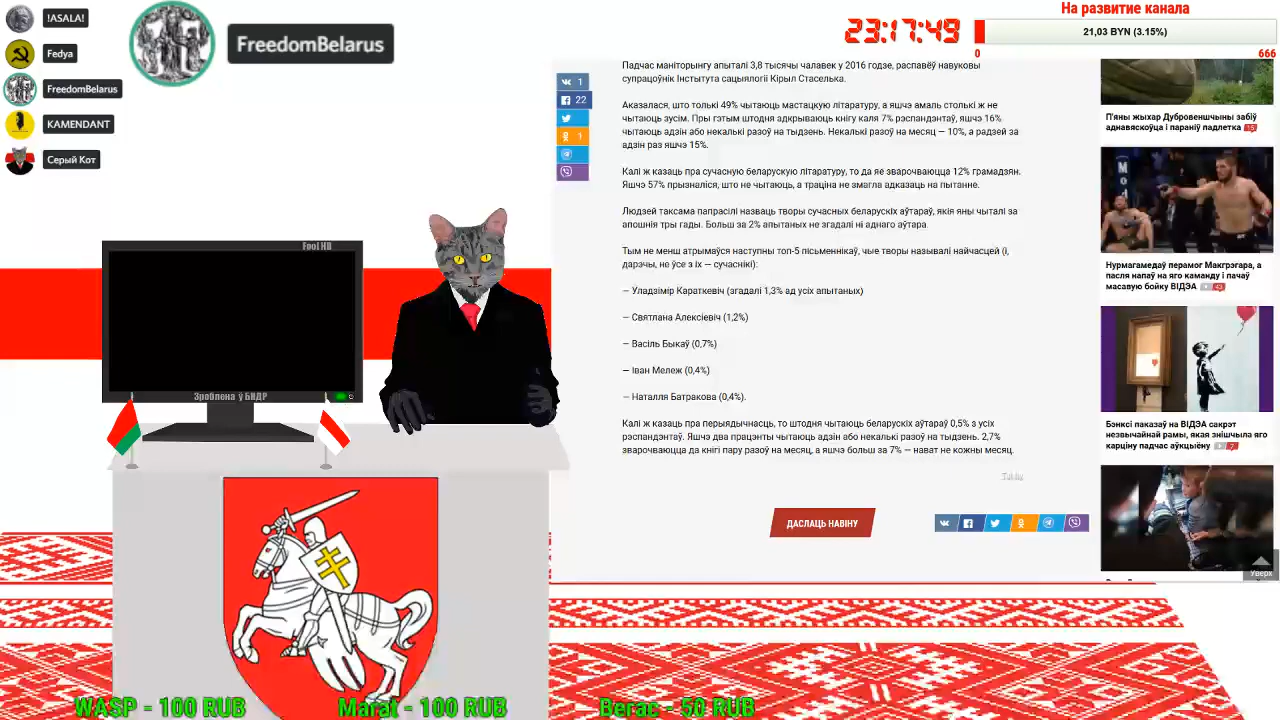 !ASALA!
Fedya
FreedomBelarus
KAMENDANT
Серый Кот
FreedomBelarus
23:17:49
На развитие канала
21,03 BYN (3.15%)
0
666
1
22
1
Падчас маніторынгу апыталі 3,8 тысячы чалавек у 2016 годзе, распавёў навуковы
супрацоўнік Інстытута сацыялогіі Кірыл Стаселька.
Аказалася, што толькі 49% чытаюць мастацкую літаратуру, а яшчэ амаль столькі ж не
чытаюць зусім. Пры гэтым штодня адкрываюць кнігу каля 7% рэспандэнтаў, яшчэ 16%
чытаюць адзін або некалькі разоў на тыдзень. Некалькі разоў на месяц — 10%, а радзей за
адзін раз яшчэ 15%.
Калі ж казаць пра сучасную беларускую літаратуру, то да яе зварочваюцца 12% грамадзян.
Яшчэ 57% прызналіся, што не чытаюць, а траціна не змагла адказаць на пытанне.
Людзей таксама папрасілі назваць творы сучасных беларускіх аўтараў, якія яны чыталі за
апошнія тры гады. Больш за 2% апытаных не згадалі ні аднаго аўтара.
Тым не менш атрымаўся наступны топ-5 пісьменнікаў, чые творы называлі найчасцей (і,
дарэчы, не ўсе з іх — сучаснікі):
— Уладзімір Караткевіч (згадалі 1,3% ад усіх апытаных)
— Святлана Алексіевіч (1,2%)
— Васіль Быкаў (0,7%)
— Іван Мележ (0,4%)
— Наталля Батракова (0,4%).
Калі ж казаць пра перыядычнасць, то штодня чытаюць беларускіх аўтараў 0,5% з усіх
рэспандэнтаў. Яшчэ два працэнты чытаюць адзін або некалькі разоў на тыдзень. 2,7%
зварочваюцца да кнігі пару разоў на месяц, а яшчэ больш за 7% — нават не кожны месяц.
Tut.by
ДАСЛАЦЬ НАВІНУ
П'яны жыхар Дубровеншчыны забіў
аднавяскоўца і параніў падлетка 15
Нурмагамедаў перамог Макгрэгара, а
пасля напаў на яго каманду і пачаў
масавую бойку ВІДЭА 43
Бэнксі паказаў на ВІДЭА сакрэт
незвычайнай рамы, якая знішчыла яго
карціну падчас аўкцыёну 7
Уверх
Fool HD
Зроблена ў БНДР
WASP - 100 RUB
Marat - 100 RUB
Вегас - 50 RUB